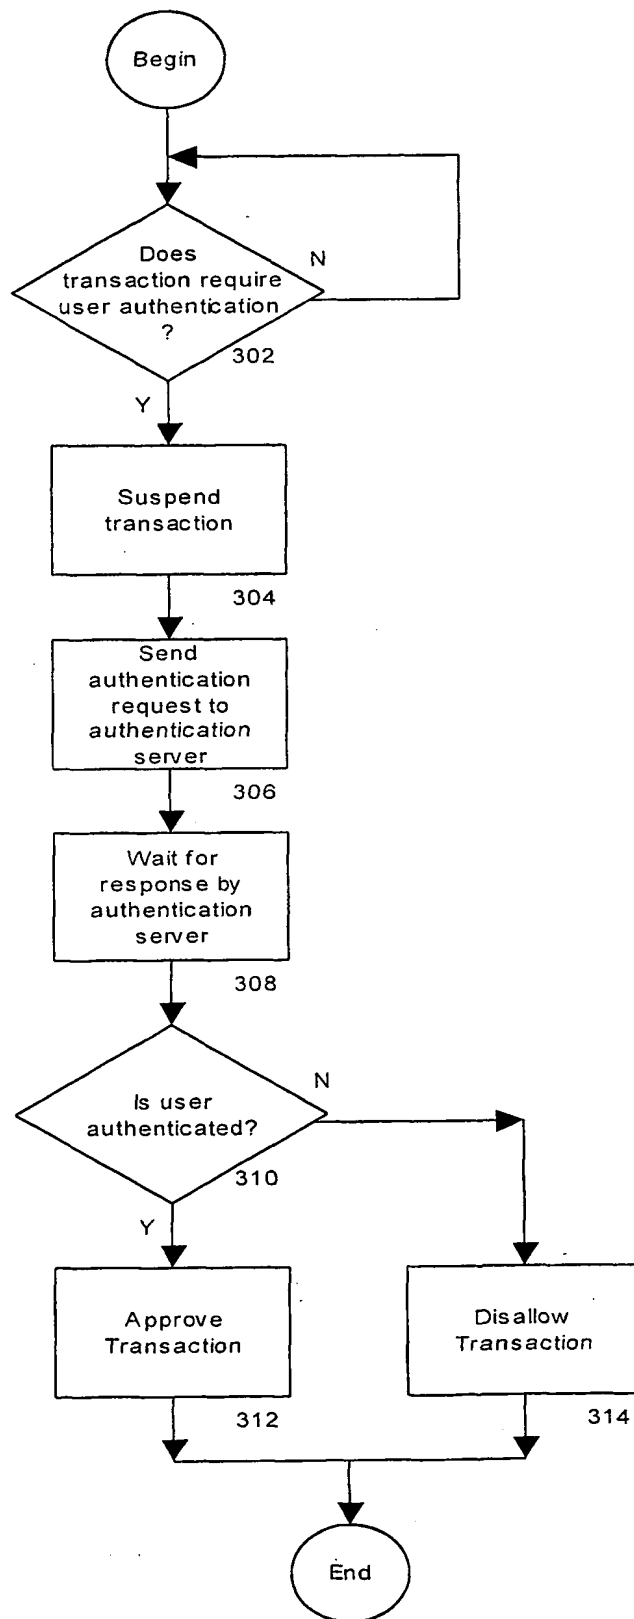 Begin
Does
transaction require
user authentication
?
N
302
Y
Suspend
transaction
304
Send
authentication
request to
authentication
server
306
Wait for
response by
authentication
server
308
Is user
authenticated?
N
310
Y
Approve
Transaction
312
Disallow
Transaction
314
End